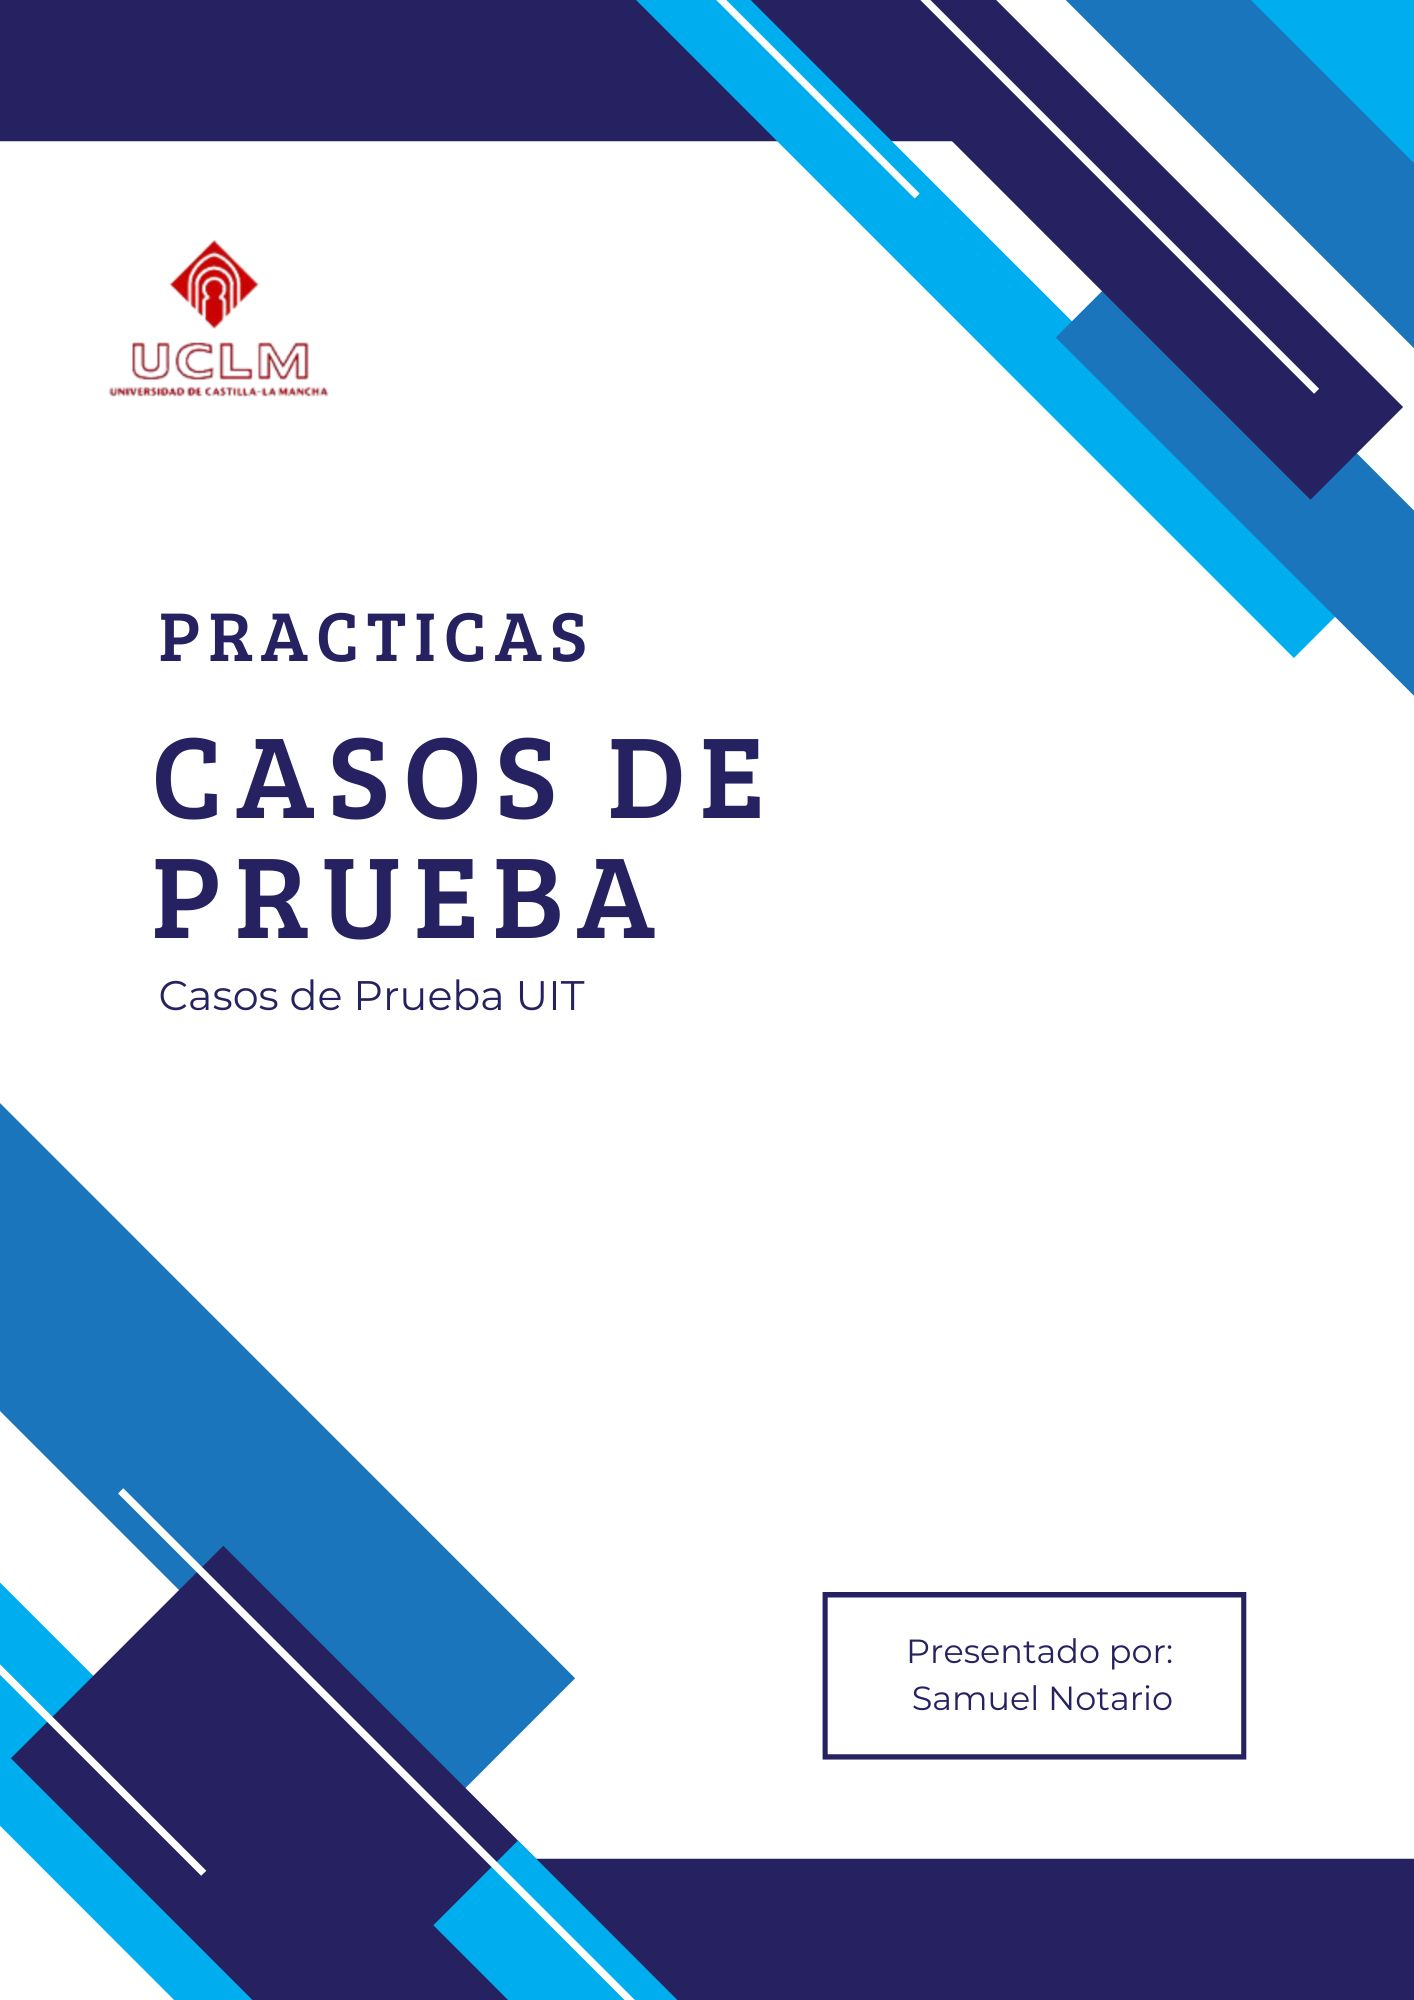 UCLM
UNIVERSIDAD DE CASTILLA-LA MANCHA
PRACTICAS
CASOS DE
PRUEBA
Casos de Prueba UIT
Presentado por:
Samuel Notario